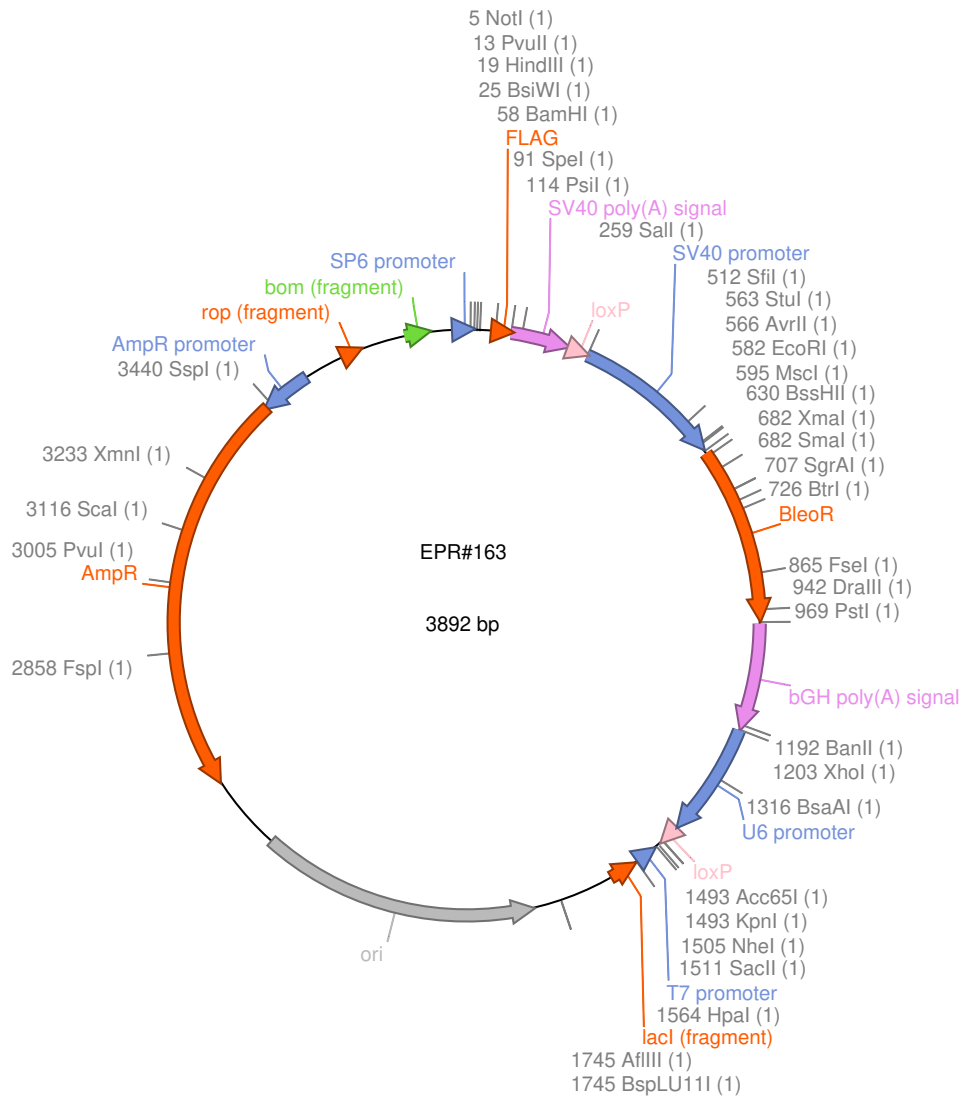 5 NotI (1)
13 PvuII (1)
19 HindIII (1)
25 BsiWI (1)
58 BamHI (1)
FLAG
91 SpeI (1)
114 PsiI (1)
SV40 poly(A) signal
259 SalI (1)
SV40 promoter
512 SfiI (1)
563 StuI (1)
566 AvrII (1)
582 EcoRI (1)
595 MscI (1)
630 BssHII (1)
682 XmaI (1)
682 SmaI (1)
707 SgrAI (1)
726 BtrI (1)
BleoR
865 FseI (1)
942 DraIII (1)
969 PstI (1)
bGH poly(A) signal
1192 BanII (1)
1203 XhoI (1)
1316 BsaAI (1)
U6 promoter
loxP
1493 Acc65I (1)
1493 KpnI (1)
1505 NheI (1)
1511 SacII (1)
T7 promoter
1564 HpaI (1)
lacI (fragment)
1745 AflIII (1)
1745 BspLU11I (1)
ori
2858 FspI (1)
AmpR
3005 PvuI (1)
3116 ScaI (1)
3233 XmnI (1)
3440 SspI (1)
AmpR promoter
rop (fragment)
bom (fragment)
SP6 promoter
loxP
EPR#163
3892 bp